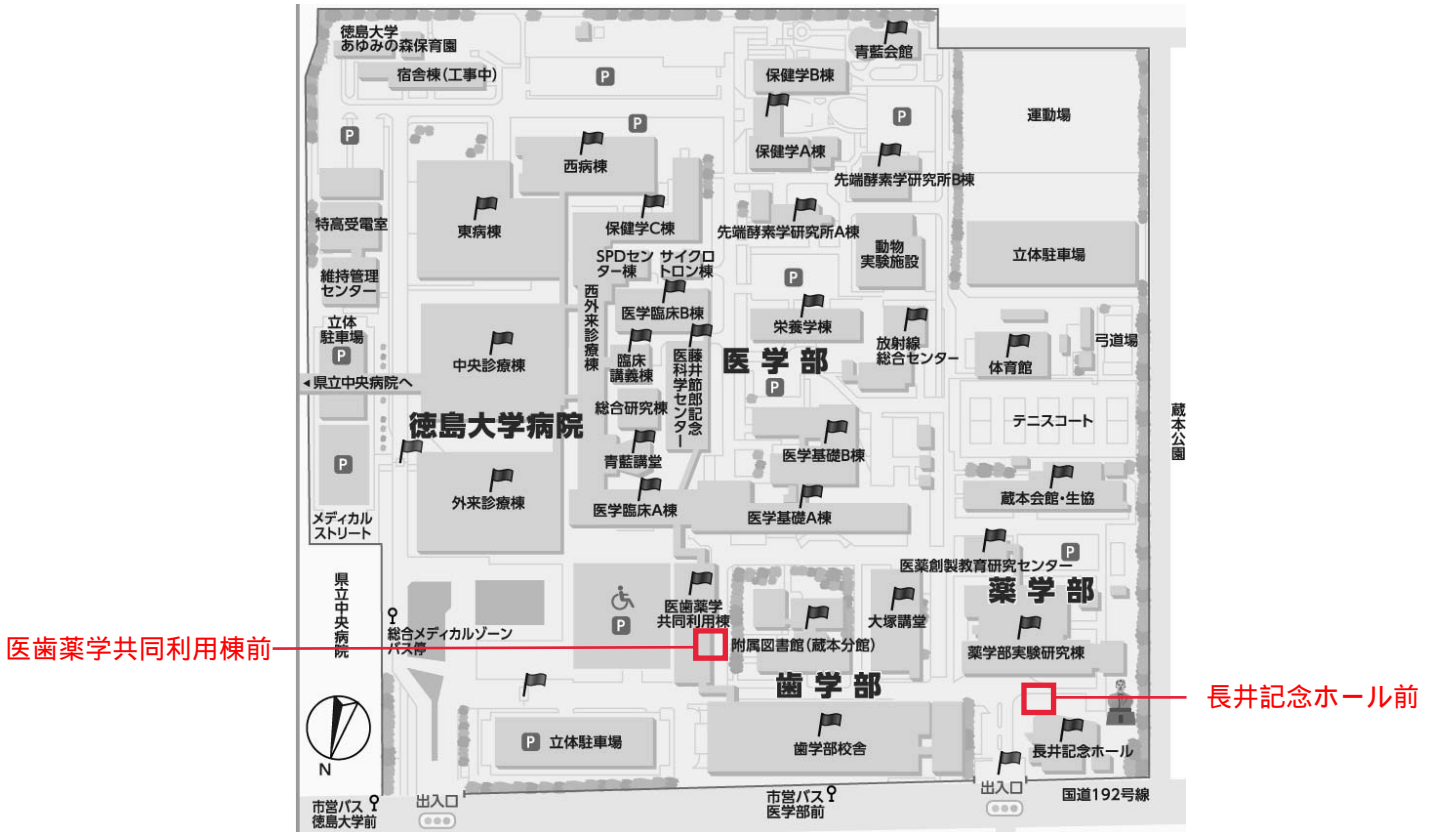 徳島大学
あゆみの森保育園
宿舎棟(工事中)
P
青藍会館
保健学B棟
運動場
P
P
P
保健学A棟
西病棟
先端酵素学研究所B棟
特高受電室
東病棟
保健学C棟
先端酵素学研究所A棟
動物
実験施設
立体駐車場
SPDセン
ター棟
サイクロ
トロン棟
維持管理
センター
P
西外来診療棟
医学臨床B棟
栄養学棟
立体
駐車場
P
中央診療棟
臨床
講義棟
藤井節郎記念
医科学センター
医学部
放射線
総合センター
体育館
弓道場
P
◂県立中央病院へ
総合研究棟
徳島大学病院
テニスコート
蔵本公園
P
青藍講堂
医学基礎B棟
外来診療棟
医学臨床A棟
医学基礎A棟
蔵本会館・生協
メディカル
ストリート
医薬創製教育研究センター
P
薬学部
県立中央病院
医歯薬学
共同利用棟
P
大塚講堂
総合メディカルゾーン
バス停
附属図書館(蔵本分館)
薬学部実験研究棟
医歯薬学共同利用棟前
歯学部
長井記念ホール前
P 立体駐車場
歯学部校舎
長井記念ホール
N
市営バス
徳島大学前
出入口
市営バス
医学部前
出入口
国道192号線